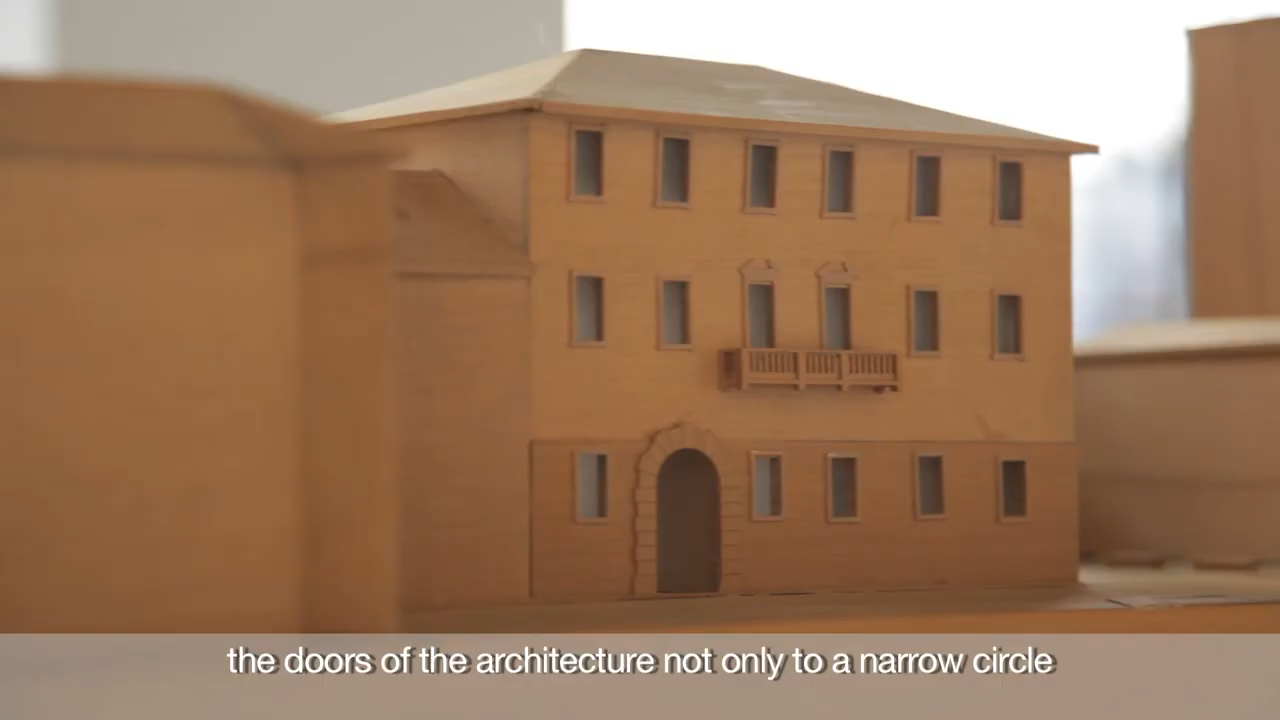 the doors of the architecture not only to a narrow circle